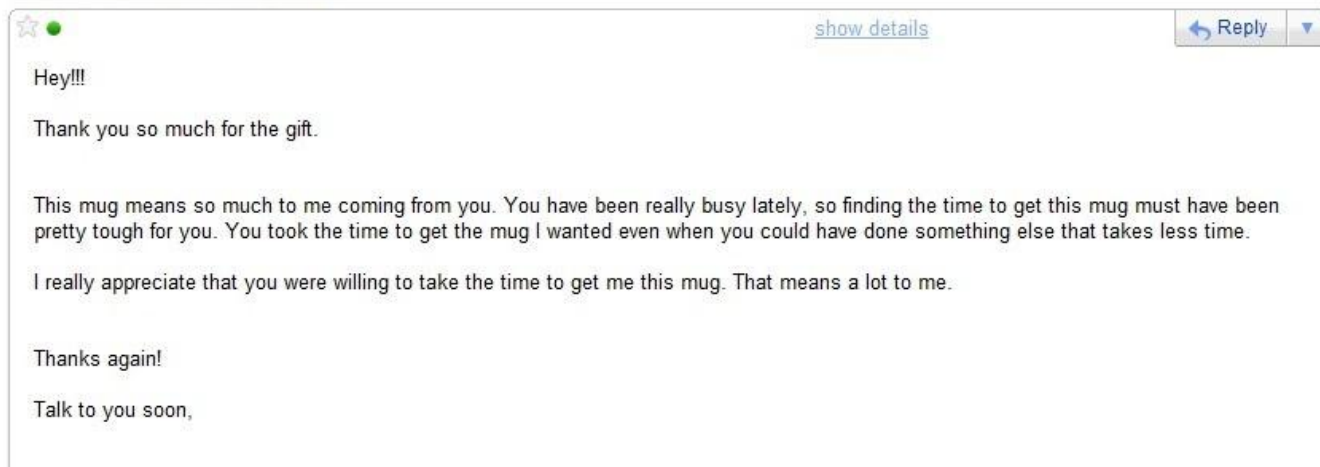 show details
Reply
Hey!!!
Thank you so much for the gift.
This mug means so much to me coming from you. You have been really busy lately, so finding the time to get this mug must have been
pretty tough for you. You took the time to get the mug I wanted even when you could have done something else that takes less time.
I really appreciate that you were willing to take the time to get me this mug. That means a lot to me.
Thanks again!
Talk to you soon,